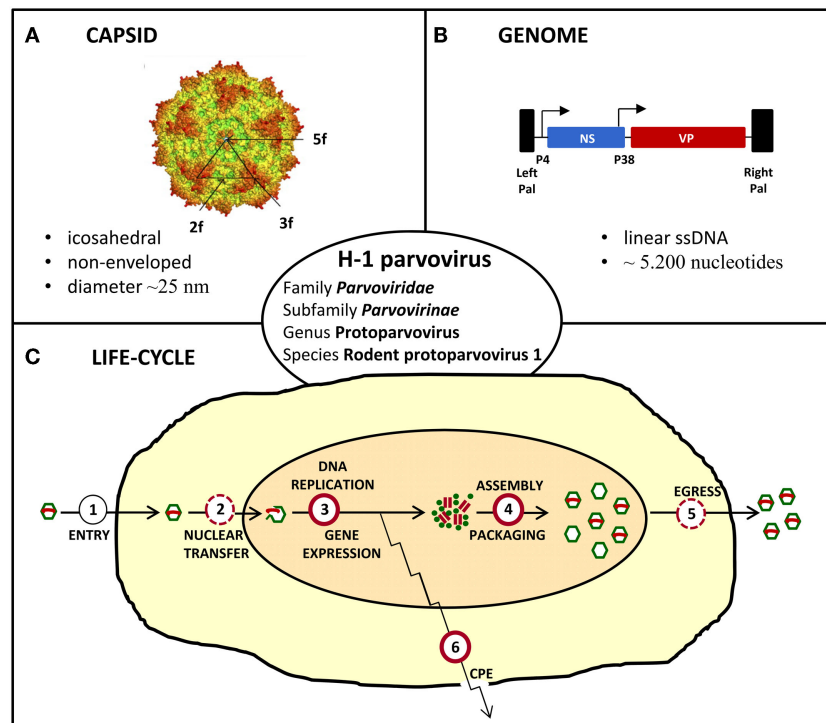 A CAPSID
5f
2f
3f
• icosahedral
• non-enveloped
• diameter ~25 nm
B GENOME
NS
VP
P4
P38
Left
Pal
Right
Pal
• linear ssDNA
• ~ 5.200 nucleotides
H-1 parvovirus
Family Parvoviridae
Subfamily Parvovirinae
Genus Protoparvovirus
Species Rodent protoparvovirus 1
C LIFE-CYCLE
1
ENTRY
2
NUCLEAR
TRANSFER
DNA
REPLICATION
3
GENE
EXPRESSION
ASSEMBLY
4
PACKAGING
EGRESS
5
6
CPE